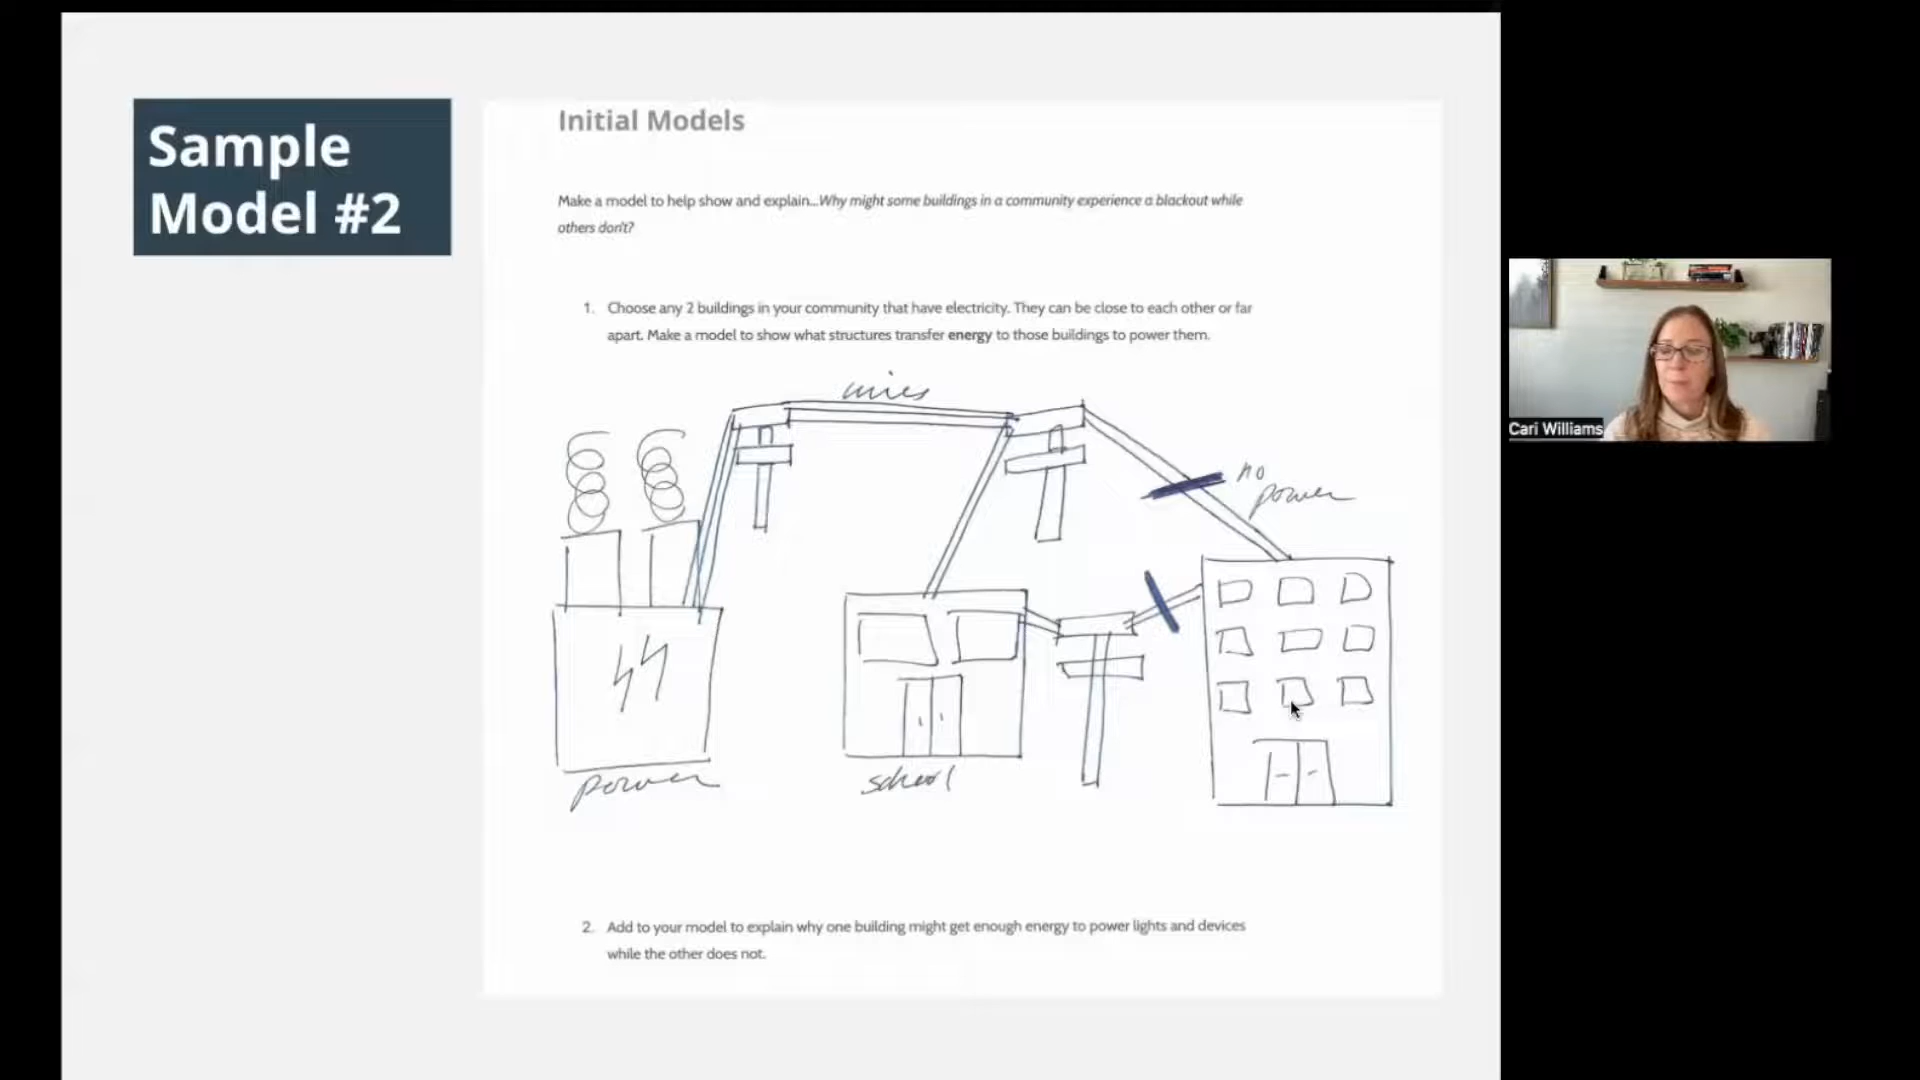 Sample
Model #2
Initial Models
Make a model to help show and explain...Why might some buildings in a community experience a blackout while
others don't?
1. Choose any 2 buildings in your community that have electricity. They can be close to each other or far
apart. Make a model to show what structures transfer energy to those buildings to power them.
wires
no
power
power
school
2. Add to your model to explain why one building might get enough energy to power lights and devices
while the other does not.
Cari Williams